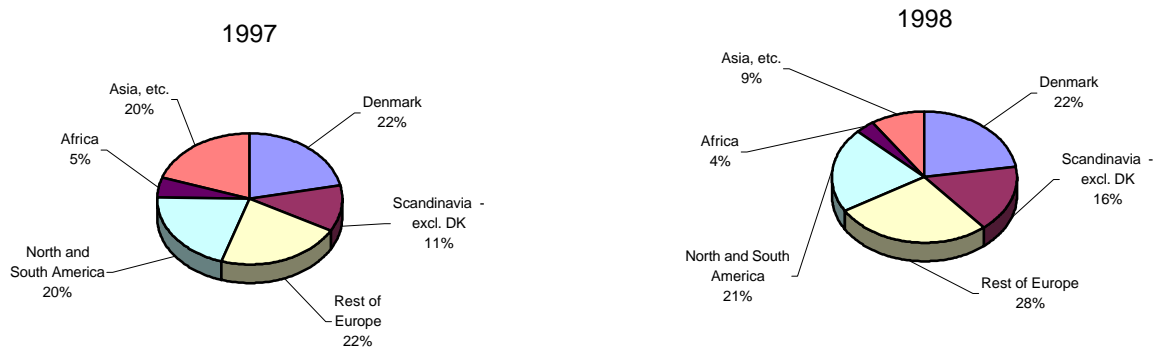 1997
Asia, etc.
20%
Denmark
22%
Africa
5%
Scandinavia -
excl. DK
11%
North and
South America
20%
Rest of
Europe
22%
1998
Asia, etc.
9%
Denmark
22%
Africa
4%
Scandinavia -
excl. DK
16%
North and South
America
21%
Rest of Europe
28%